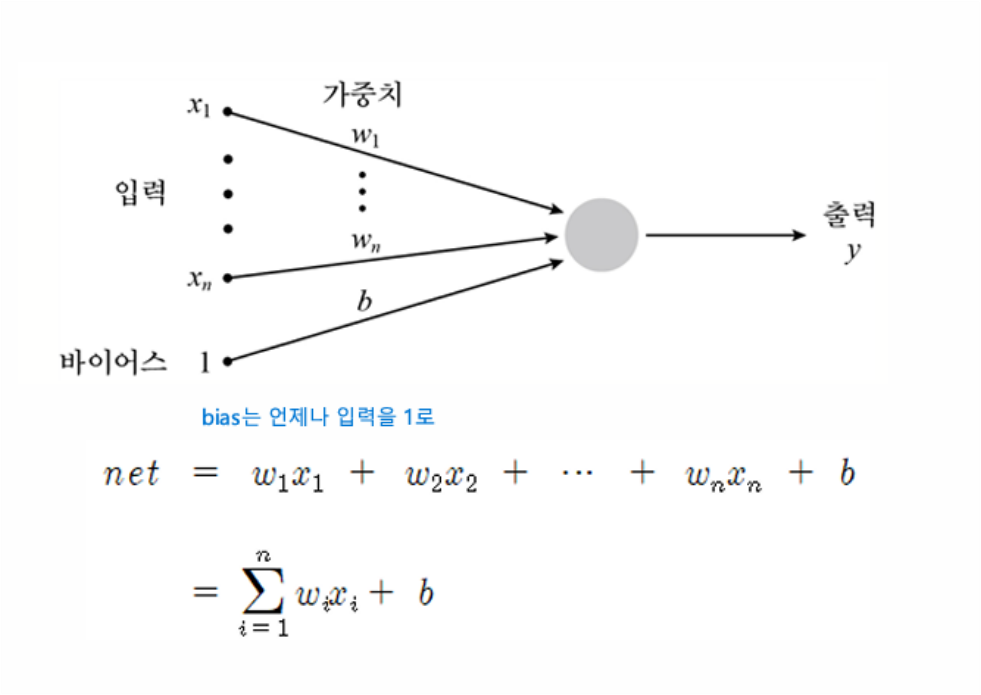 가중치
x₁
w₁
입력
출력
wₙ
y
xₙ
b
바이어스 1
bias는 언제나 입력을 1로
net = w₁x₁ + w₂x₂ + ⋯ + wₙxₙ + b
n
= ∑ wᵢxᵢ + b
i = 1